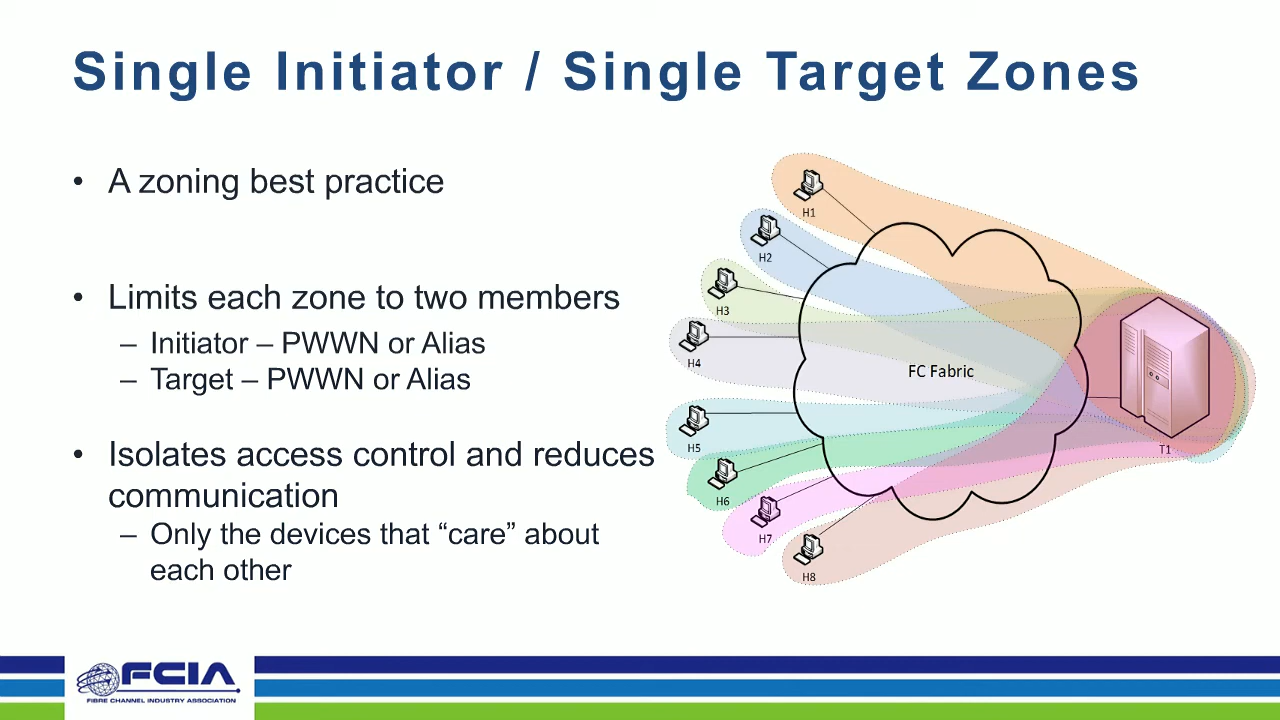 Single Initiator / Single Target Zones
• A zoning best practice
• Limits each zone to two members
– Initiator – PWWN or Alias
– Target – PWWN or Alias
• Isolates access control and reduces
communication
– Only the devices that “care” about
each other
H1
H2
H3
H4
H5
H6
H7
H8
FC Fabric
T1
FCIA
FIBRE CHANNEL INDUSTRY ASSOCIATION